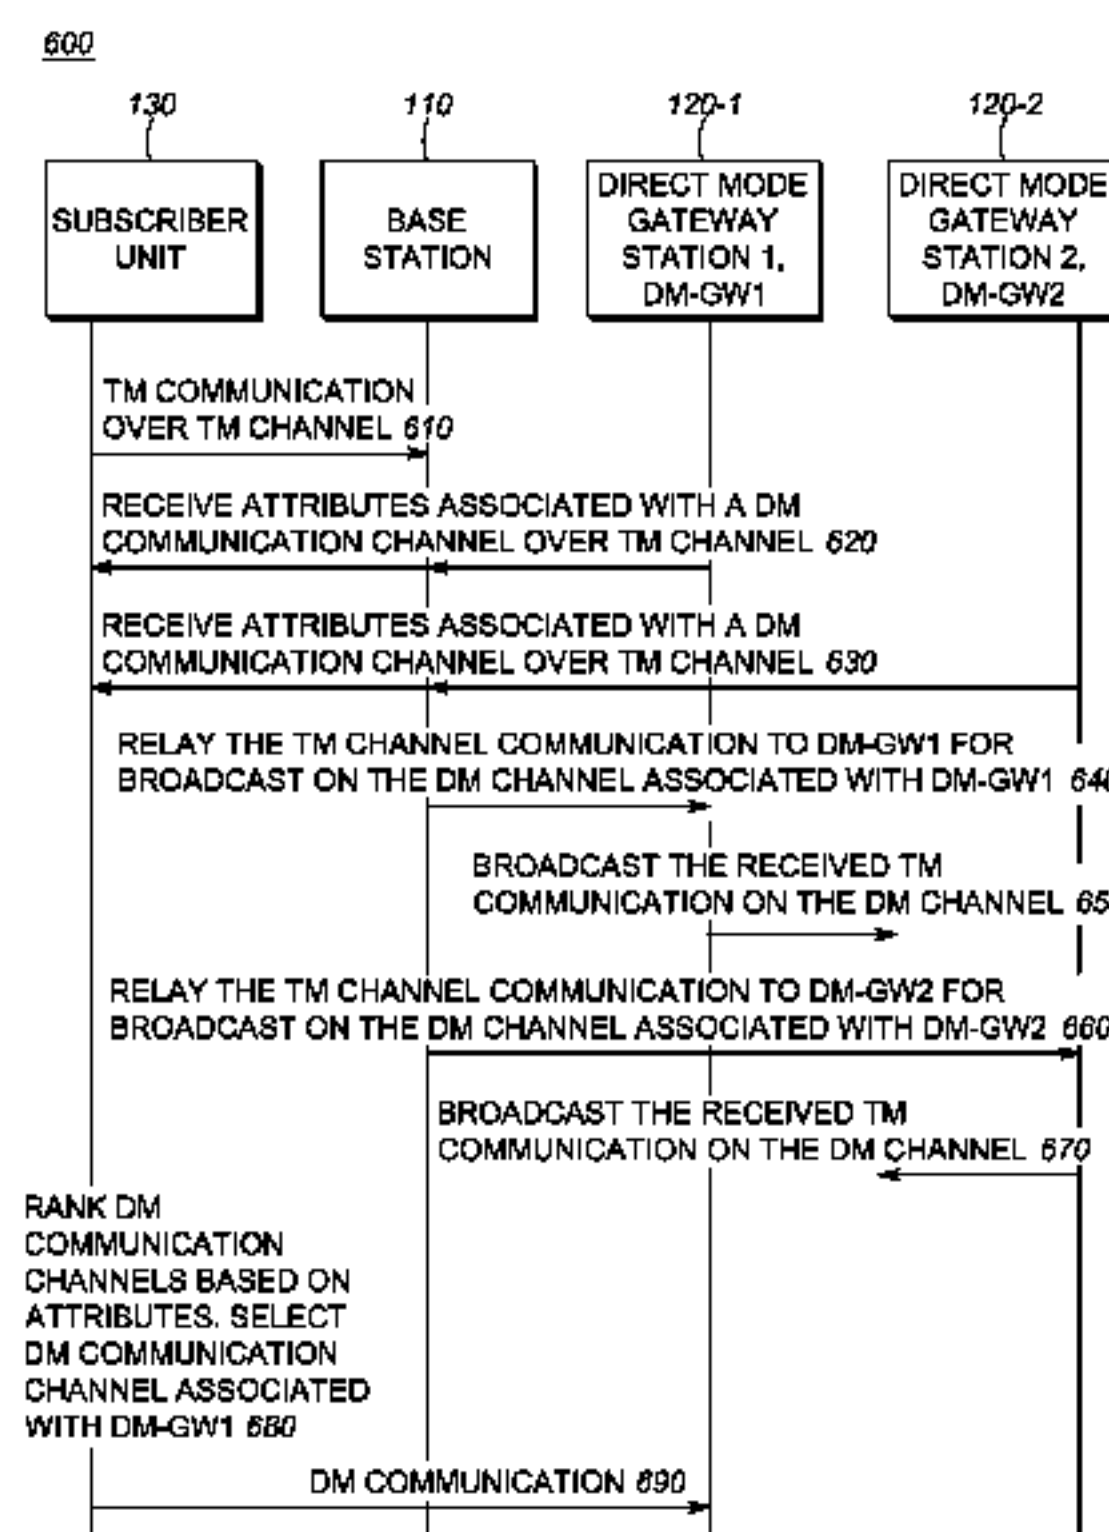 600
130
110
120-1
120-2
SUBSCRIBER
UNIT
BASE
STATION
DIRECT MODE
GATEWAY
STATION 1,
DM-GW1
DIRECT MODE
GATEWAY
STATION 2,
DM-GW2
TM COMMUNICATION
OVER TM CHANNEL 610
RECEIVE ATTRIBUTES ASSOCIATED WITH A DM
COMMUNICATION CHANNEL OVER TM CHANNEL 620
RECEIVE ATTRIBUTES ASSOCIATED WITH A DM
COMMUNICATION CHANNEL OVER TM CHANNEL 630
RELAY THE TM CHANNEL COMMUNICATION TO DM-GW1 FOR
BROADCAST ON THE DM CHANNEL ASSOCIATED WITH DM-GW1 640
BROADCAST THE RECEIVED TM
COMMUNICATION ON THE DM CHANNEL 65
RELAY THE TM CHANNEL COMMUNICATION TO DM-GW2 FOR
BROADCAST ON THE DM CHANNEL ASSOCIATED WITH DM-GW2 660
BROADCAST THE RECEIVED TM
COMMUNICATION ON THE DM CHANNEL 670
RANK DM
COMMUNICATION
CHANNELS BASED ON
ATTRIBUTES. SELECT
DM COMMUNICATION
CHANNEL ASSOCIATED
WITH DM-GW1 680
DM COMMUNICATION 690